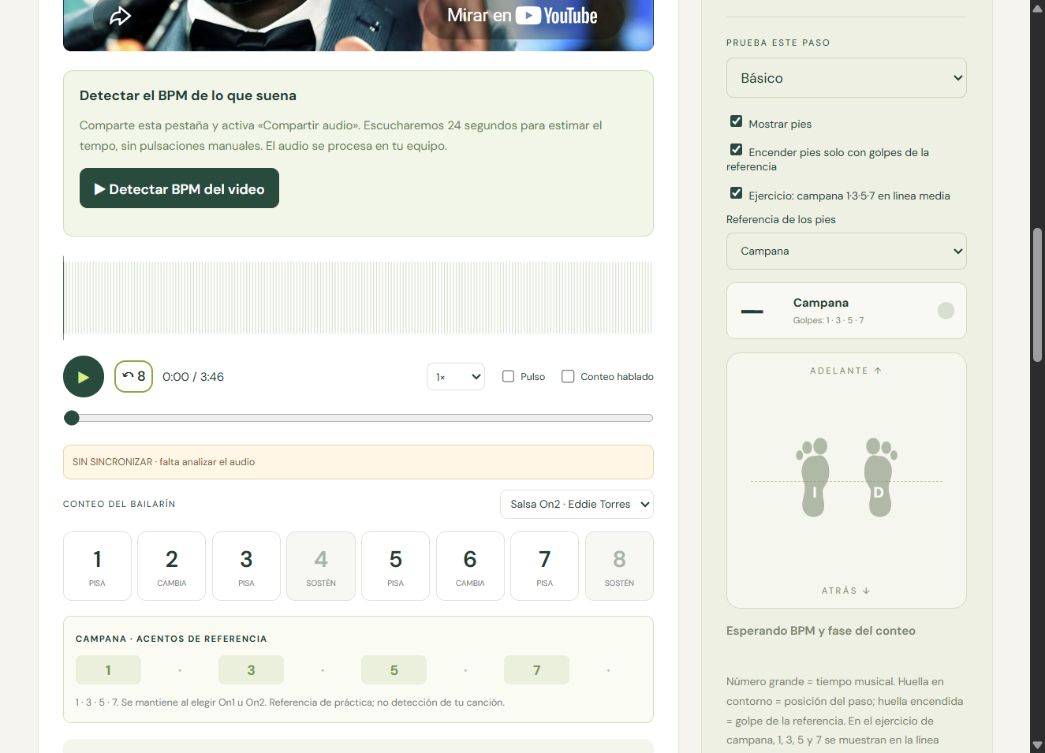 Mirar en YouTube
Detectar el BPM de lo que suena
Comparte esta pestaña y activa «Compartir audio». Escucharemos 24 segundos para estimar el
tempo, sin pulsaciones manuales. El audio se procesa en tu equipo.
▶ Detectar BPM del video
8
0:00 / 3:46
1×
Pulso
Conteo hablado
SIN SINCRONIZAR · falta analizar el audio
CONTEO DEL BAILARÍN
Salsa On2 · Eddie Torres
1 2 3 4 5 6 7 8
PISA CAMBIA PISA SOSTÉN PISA CAMBIA PISA SOSTÉN
CAMPANA · ACENTOS DE REFERENCIA
1 · 3 · 5 · 7 ·
1 · 3 · 5 · 7. Se mantiene al elegir On1 u On2. Referencia de práctica; no detección de tu canción.
PRUEBA ESTE PASO
Básico
Mostrar pies
Encender pies solo con golpes de la
referencia
Ejercicio: campana 1·3·5·7 en línea media
Referencia de los pies
Campana
Campana
Golpes: 1 · 3 · 5 · 7
ADELANTE ↑
I D
ATRÁS ↓
Esperando BPM y fase del conteo
Número grande = tiempo musical. Huella en
contorno = posición del paso; huella encendida
= golpe de la referencia. En el ejercicio de
campana, 1, 3, 5 y 7 se muestran en la línea